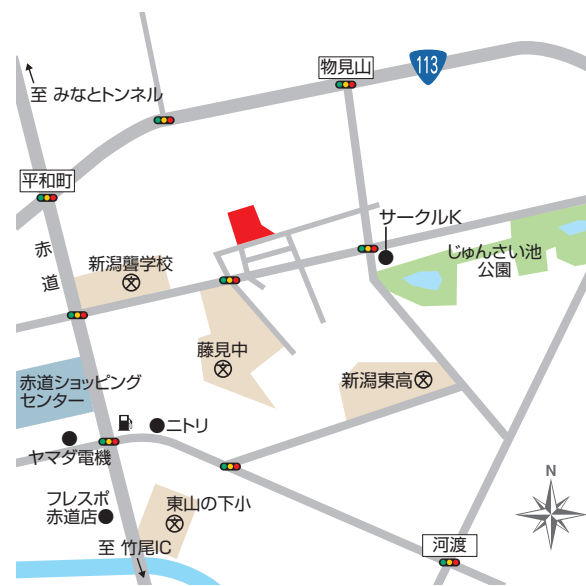 物見山
113
至 みなとトンネル
平和町
サークルK
赤道
じゅんさい池
公園
新潟聾学校
藤見中
新潟東高
赤道ショッピング
センター
ニトリ
ヤマダ電機
フレスポ
赤道店
東山の下小
N
河渡
至 竹尾IC